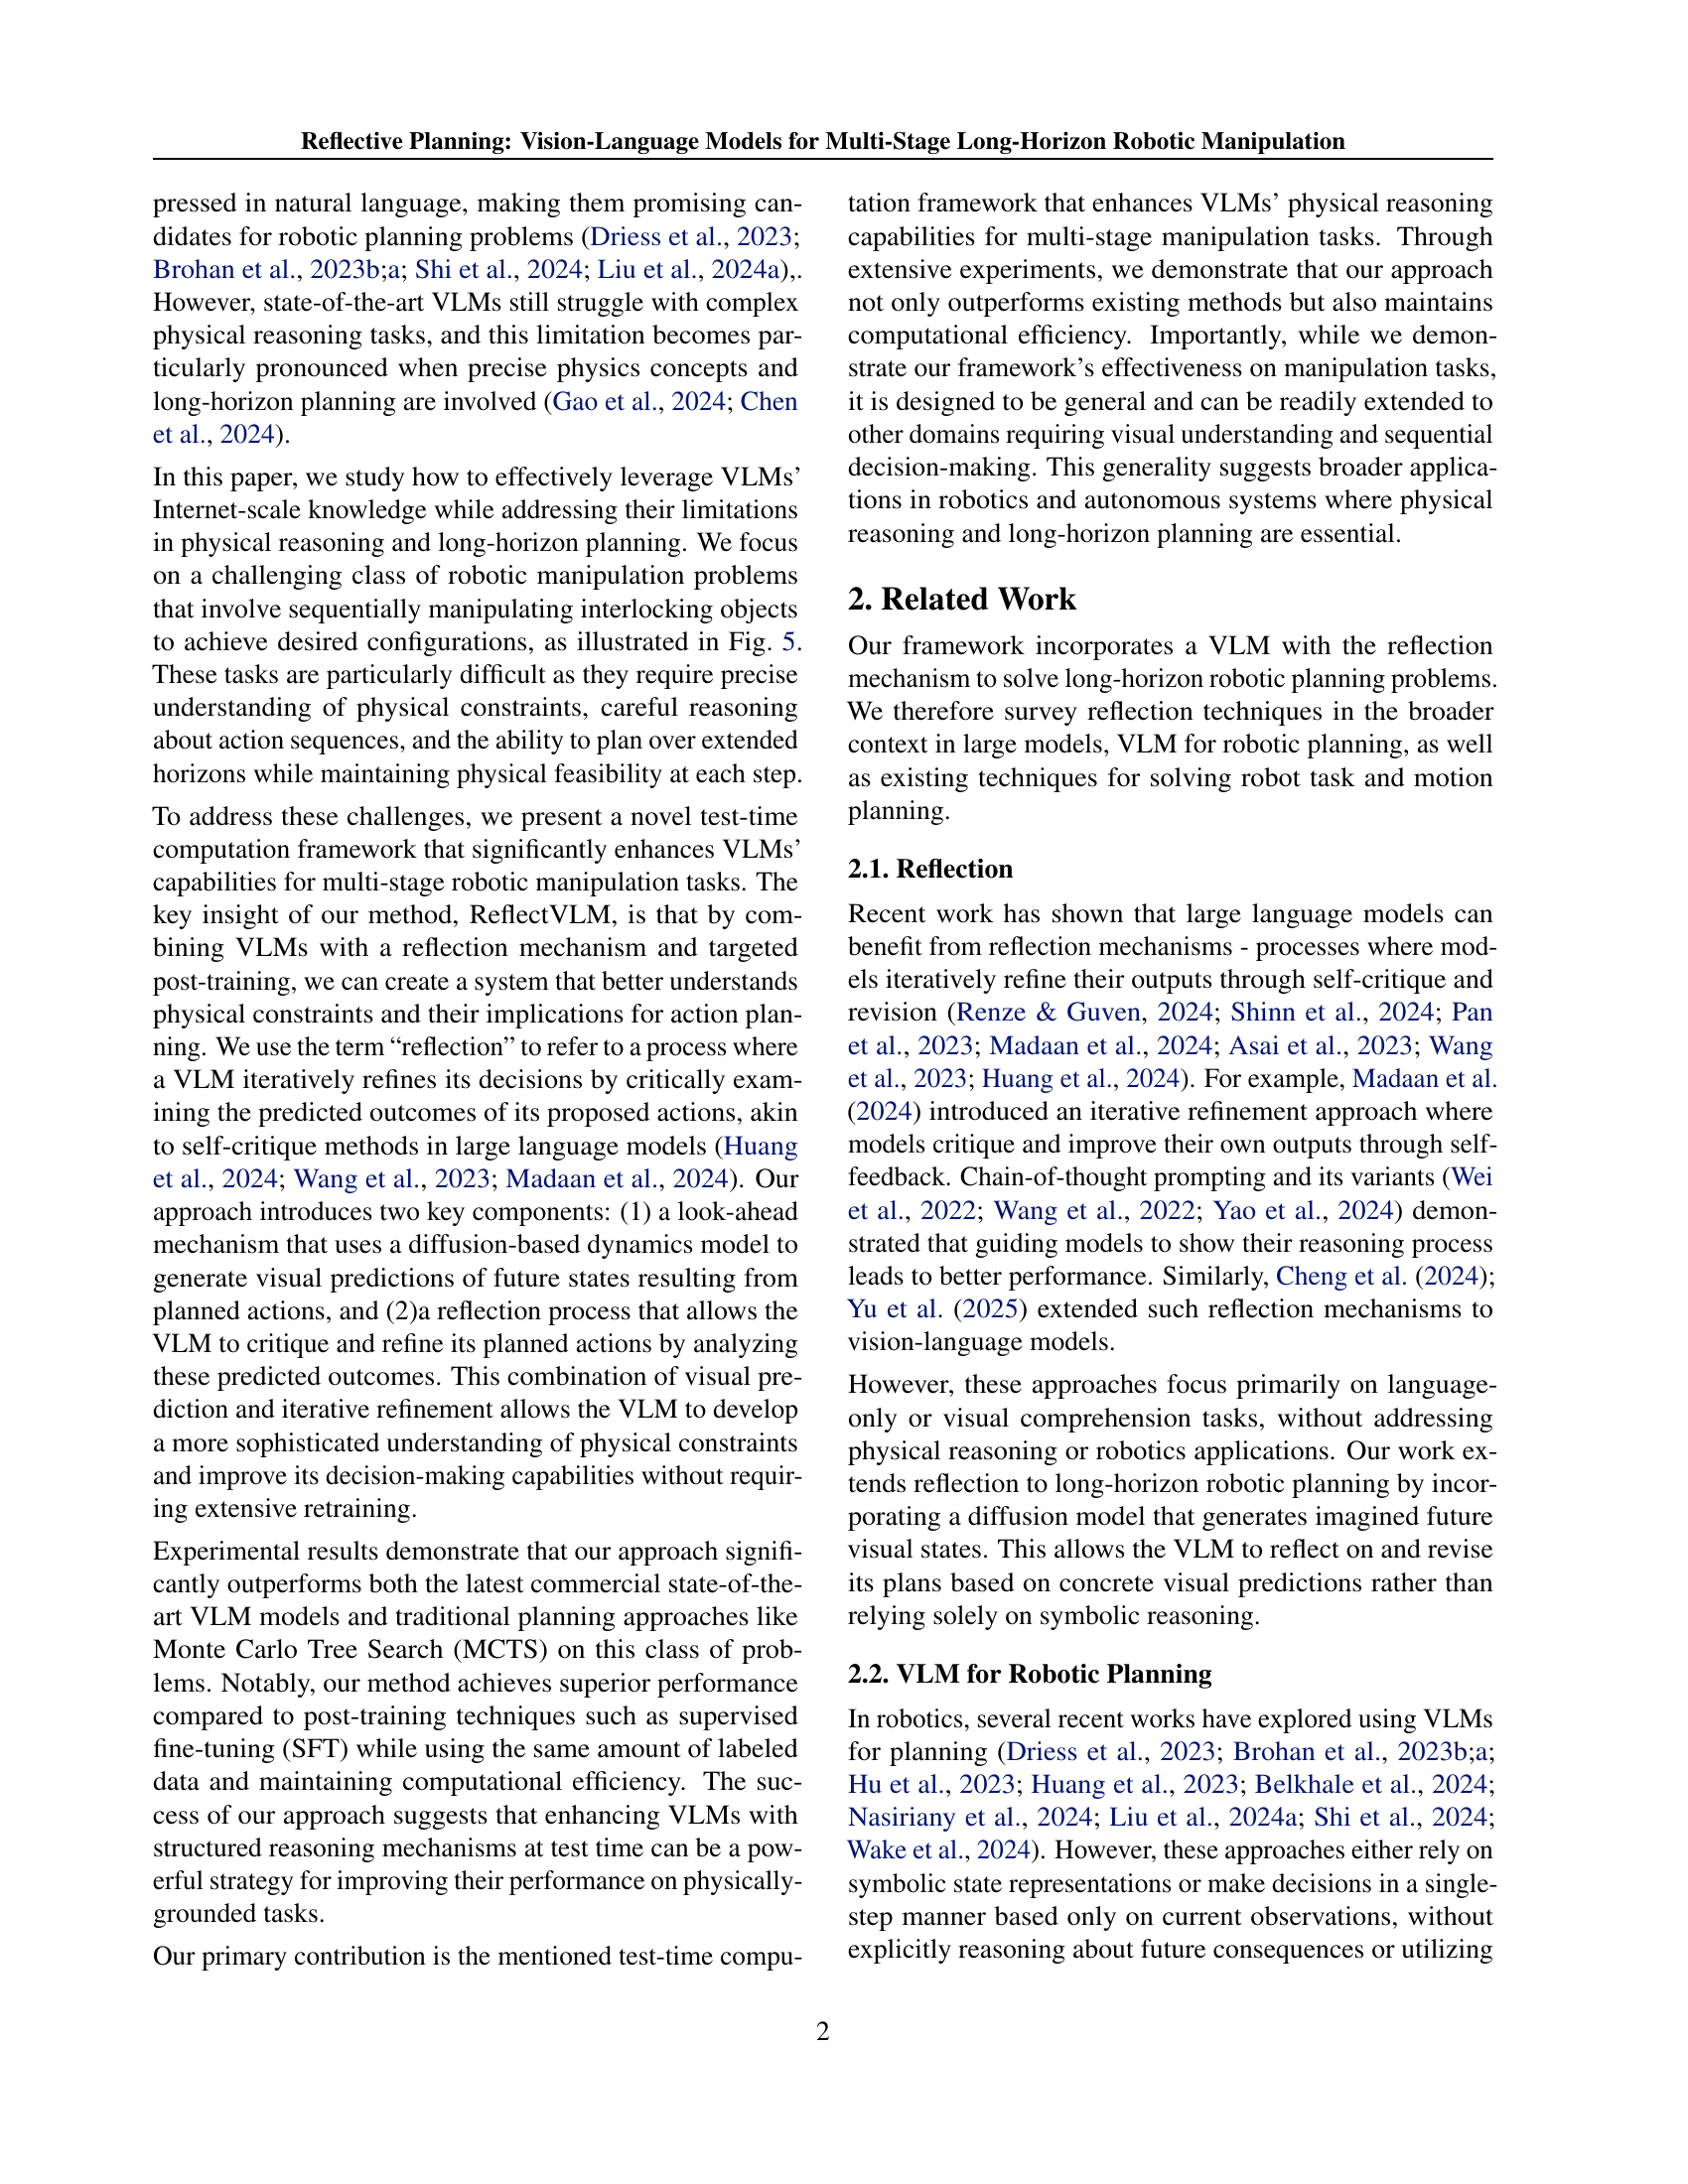 Reflective Planning: Vision-Language Models for Multi-Stage Long-Horizon Robotic Manipulation
pressed in natural language, making them promising can-
didates for robotic planning problems (Driess et al., 2023;
Brohan et al., 2023b;a; Shi et al., 2024; Liu et al., 2024a),.
However, state-of-the-art VLMs still struggle with complex
physical reasoning tasks, and this limitation becomes par-
ticularly pronounced when precise physics concepts and
long-horizon planning are involved (Gao et al., 2024; Chen
et al., 2024).
In this paper, we study how to effectively leverage VLMs’
Internet-scale knowledge while addressing their limitations
in physical reasoning and long-horizon planning. We focus
on a challenging class of robotic manipulation problems
that involve sequentially manipulating interlocking objects
to achieve desired configurations, as illustrated in Fig. 5.
These tasks are particularly difficult as they require precise
understanding of physical constraints, careful reasoning
about action sequences, and the ability to plan over extended
horizons while maintaining physical feasibility at each step.
To address these challenges, we present a novel test-time
computation framework that significantly enhances VLMs’
capabilities for multi-stage robotic manipulation tasks. The
key insight of our method, ReflectVLM, is that by com-
bining VLMs with a reflection mechanism and targeted
post-training, we can create a system that better understands
physical constraints and their implications for action plan-
ning. We use the term “reflection” to refer to a process where
a VLM iteratively refines its decisions by critically exam-
ining the predicted outcomes of its proposed actions, akin
to self-critique methods in large language models (Huang
et al., 2024; Wang et al., 2023; Madaan et al., 2024). Our
approach introduces two key components: (1) a look-ahead
mechanism that uses a diffusion-based dynamics model to
generate visual predictions of future states resulting from
planned actions, and (2)a reflection process that allows the
VLM to critique and refine its planned actions by analyzing
these predicted outcomes. This combination of visual pre-
diction and iterative refinement allows the VLM to develop
a more sophisticated understanding of physical constraints
and improve its decision-making capabilities without requir-
ing extensive retraining.
Experimental results demonstrate that our approach signifi-
cantly outperforms both the latest commercial state-of-the-
art VLM models and traditional planning approaches like
Monte Carlo Tree Search (MCTS) on this class of prob-
lems. Notably, our method achieves superior performance
compared to post-training techniques such as supervised
fine-tuning (SFT) while using the same amount of labeled
data and maintaining computational efficiency. The suc-
cess of our approach suggests that enhancing VLMs with
structured reasoning mechanisms at test time can be a pow-
erful strategy for improving their performance on physically-
grounded tasks.
Our primary contribution is the mentioned test-time compu-
tation framework that enhances VLMs’ physical reasoning
capabilities for multi-stage manipulation tasks. Through
extensive experiments, we demonstrate that our approach
not only outperforms existing methods but also maintains
computational efficiency. Importantly, while we demon-
strate our framework’s effectiveness on manipulation tasks,
it is designed to be general and can be readily extended to
other domains requiring visual understanding and sequential
decision-making. This generality suggests broader applica-
tions in robotics and autonomous systems where physical
reasoning and long-horizon planning are essential.
2. Related Work
Our framework incorporates a VLM with the reflection
mechanism to solve long-horizon robotic planning problems.
We therefore survey reflection techniques in the broader
context in large models, VLM for robotic planning, as well
as existing techniques for solving robot task and motion
planning.
2.1. Reflection
Recent work has shown that large language models can
benefit from reflection mechanisms - processes where mod-
els iteratively refine their outputs through self-critique and
revision (Renze & Guven, 2024; Shinn et al., 2024; Pan
et al., 2023; Madaan et al., 2024; Asai et al., 2023; Wang
et al., 2023; Huang et al., 2024). For example, Madaan et al.
(2024) introduced an iterative refinement approach where
models critique and improve their own outputs through self-
feedback. Chain-of-thought prompting and its variants (Wei
et al., 2022; Wang et al., 2022; Yao et al., 2024) demon-
strated that guiding models to show their reasoning process
leads to better performance. Similarly, Cheng et al. (2024);
Yu et al. (2025) extended such reflection mechanisms to
vision-language models.
However, these approaches focus primarily on language-
only or visual comprehension tasks, without addressing
physical reasoning or robotics applications. Our work ex-
tends reflection to long-horizon robotic planning by incor-
porating a diffusion model that generates imagined future
visual states. This allows the VLM to reflect on and revise
its plans based on concrete visual predictions rather than
relying solely on symbolic reasoning.
2.2. VLM for Robotic Planning
In robotics, several recent works have explored using VLMs
for planning (Driess et al., 2023; Brohan et al., 2023b;a;
Hu et al., 2023; Huang et al., 2023; Belkhale et al., 2024;
Nasiriany et al., 2024; Liu et al., 2024a; Shi et al., 2024;
Wake et al., 2024). However, these approaches either rely on
symbolic state representations or make decisions in a single-
step manner based only on current observations, without
explicitly reasoning about future consequences or utilizing
2